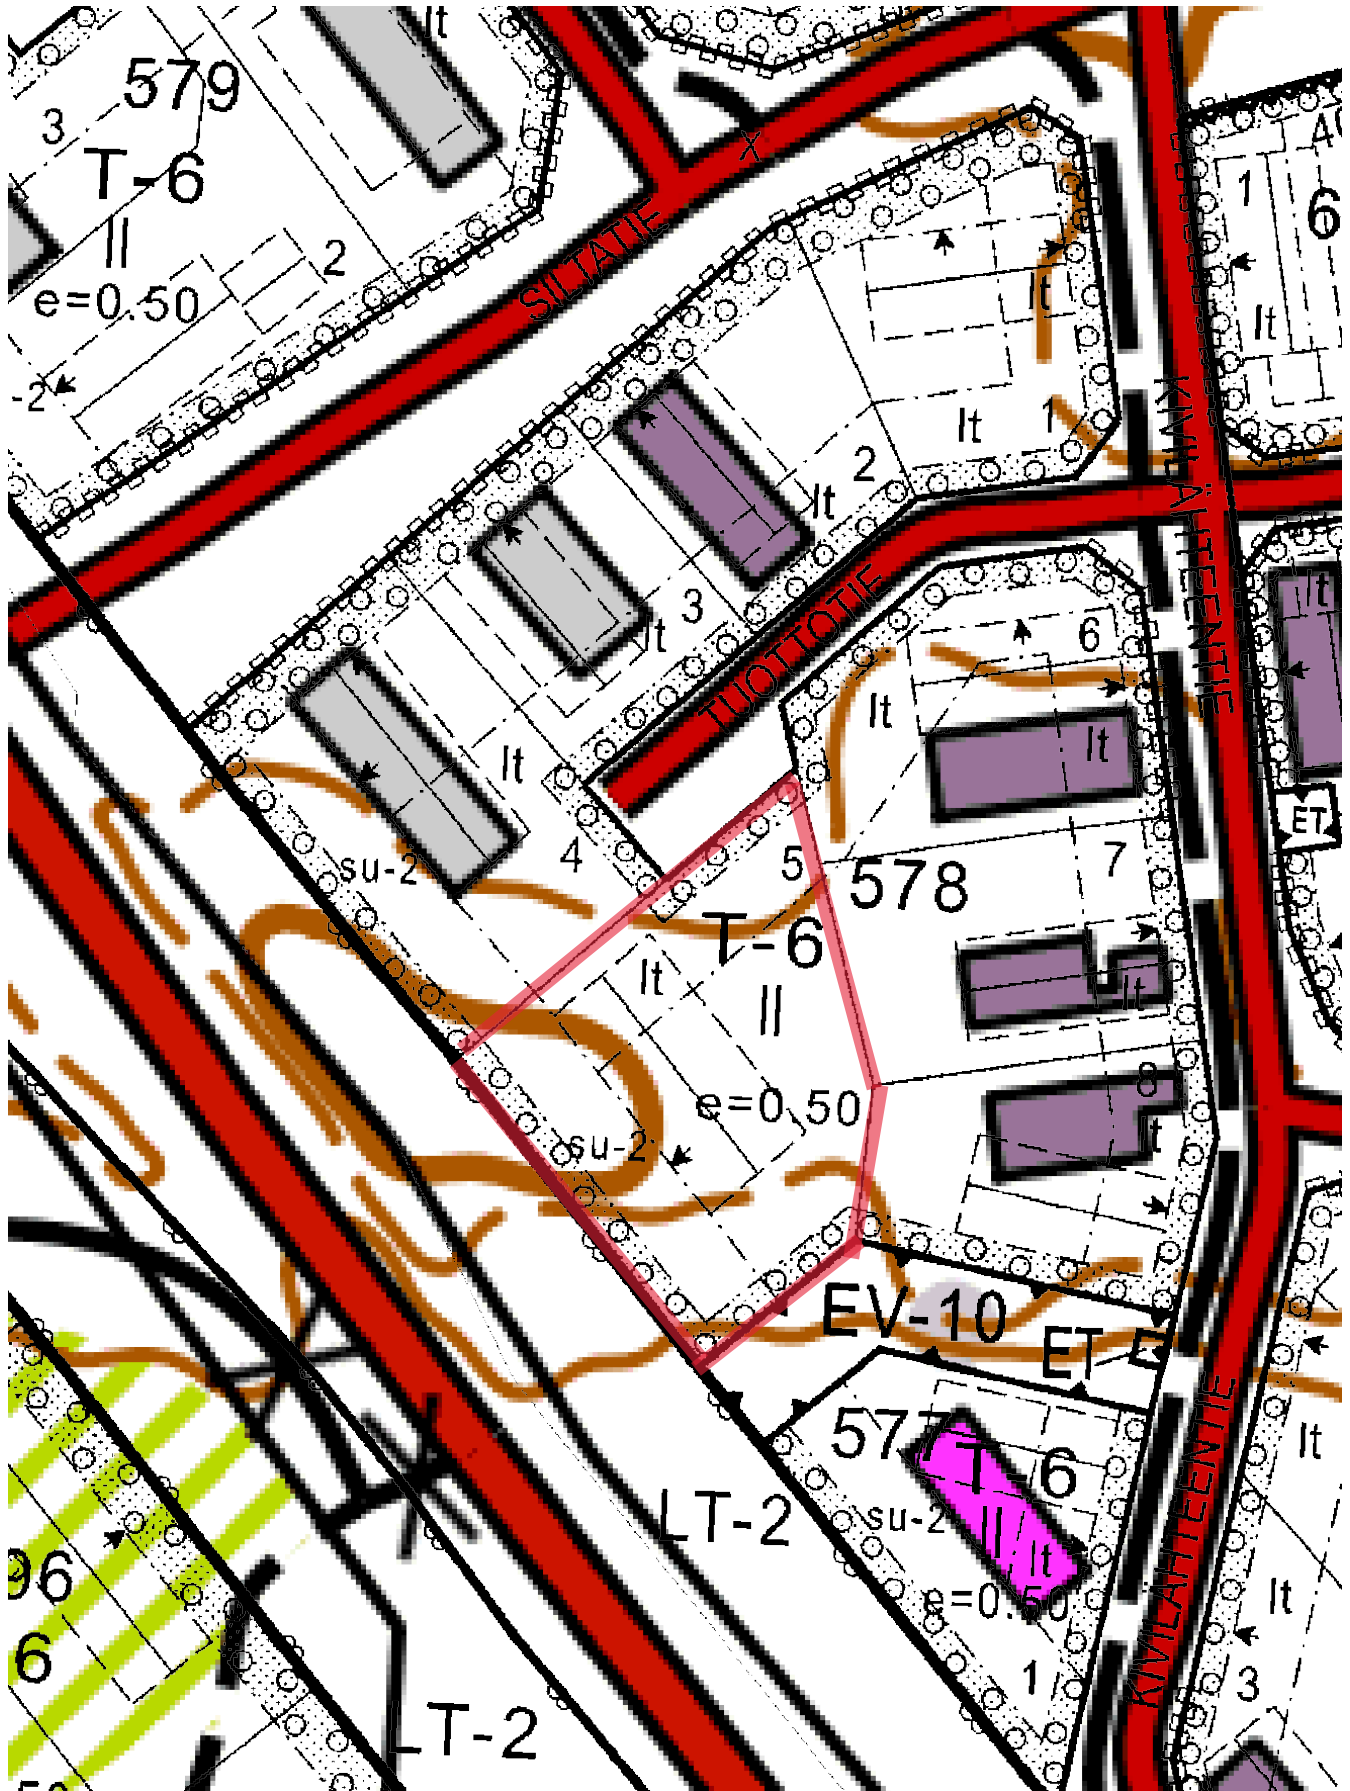 lt
579
3
T-6
II
2
e=0.50
-2
X
SILTATIE
1
6
lt
lt
lt
1
KIVILÄHTEENTIE
2
lt
3
lt
TUOTTOTIE
6
lt
lt
lt
lt
ET
4
su-2
5
578
7
T-6
lt
II
lt
8
e=0.50
su-2
lt
EV-10
ET
577
T-6
su-2
II
lt
e=0.50
1
LT-2
LT-2
KIVILÄHTEENTIE
lt
lt
3
96
6